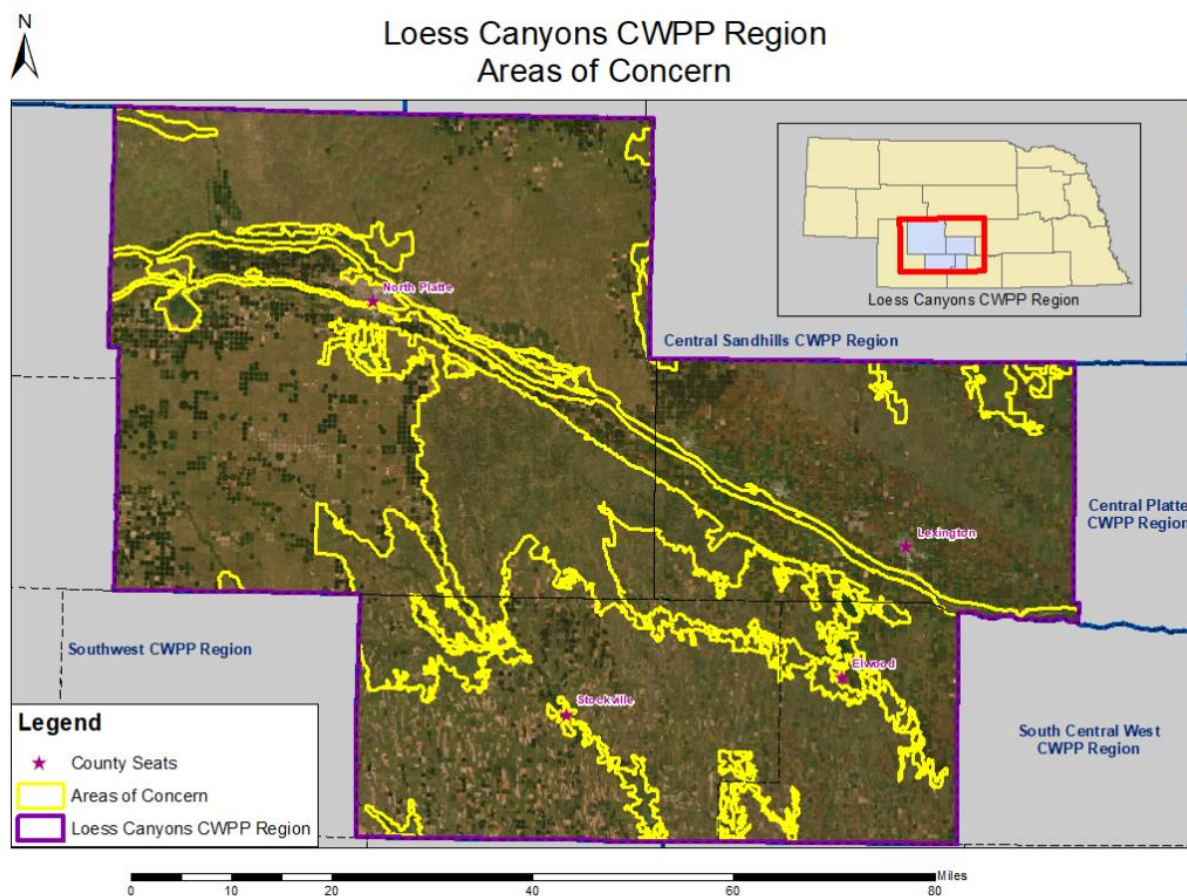 N
Loess Canyons CWPP Region
Areas of Concern
Loess Canyons CWPP Region
Central Sandhills CWPP Region
North Platte
Central Platte
CWPP Region
Lexington
Southwest CWPP Region
Elwood
Stockville
South Central West
CWPP Region
Legend
County Seats
Areas of Concern
Loess Canyons CWPP Region
Miles
0 10 20 40 60 80